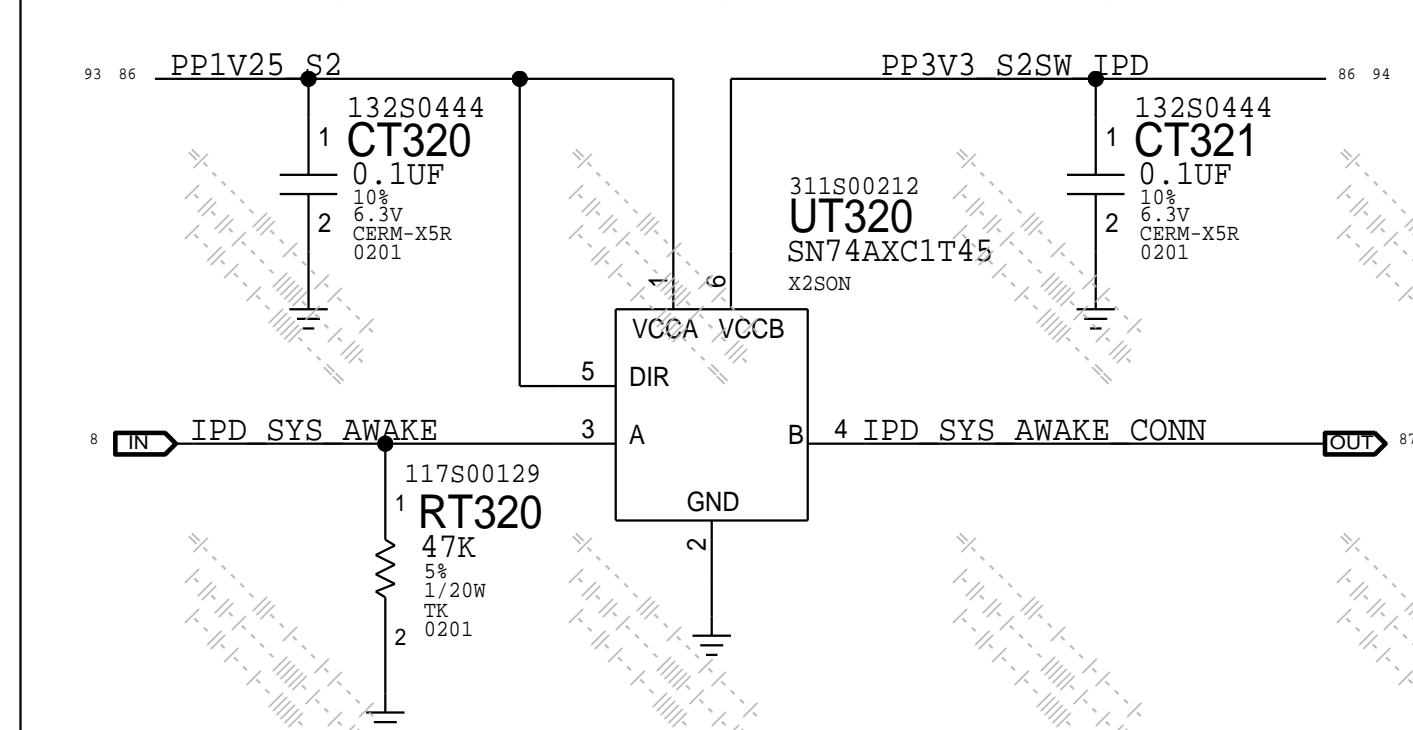 93 86 PP1V25_S2
PP3V3_S2SW_IPD 86 94
132S0444
1 CT320
0.1UF
10%
6.3V
2
CERM-X5R
0201
132S0444
1 CT321
0.1UF
10%
6.3V
2
CERM-X5R
0201
311S00212
UT320
SN74AXC1T45
X2SON
1 6
VCCA VCCB
5 DIR
8 IN IPD_SYS_AWAKE 3 A
B 4 IPD_SYS_AWAKE_CONN OUT 87
GND
2
117S00129
1 RT320
47K
5%
1/20W
TK
0201
2